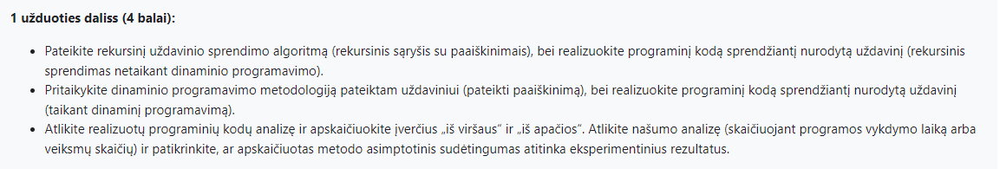 1 užduoties daliss (4 balai):
• Pateikite rekursinį uždavinio sprendimo algoritmą (rekursinis sąryšis su paaiškinimais), bei realizuokite programinį kodą sprendžiantį nurodytą uždavinį (rekursinis
sprendimas netaikant dinaminio programavimo).
• Pritaikykite dinaminio programavimo metodologiją pateiktam uždaviniui (pateikti paaiškinimą), bei realizuokite programinį kodą sprendžiantį nurodytą uždavinį
(taikant dinaminį programavimą).
• Atlikite realizuotų programinių kodų analizę ir apskaičiuokite įverčius „iš viršaus“ ir „iš apačios“. Atlikite našumo analizę (skaičiuojant programos vykdymo laiką arba
veiksmų skaičių) ir patikrinkite, ar apskaičiuotas metodo asimptotinis sudėtingumas atitinka eksperimentinius rezultatus.